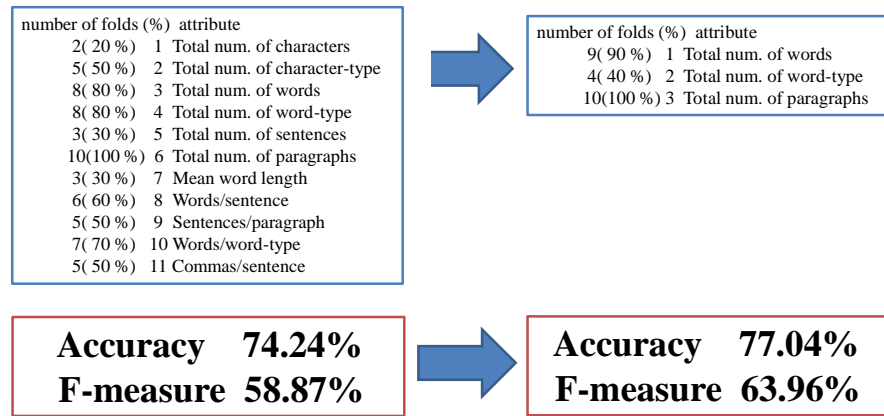 number of folds (%) attribute
2( 20 %) 1 Total num. of characters
5( 50 %) 2 Total num. of character-type
8( 80 %) 3 Total num. of words
8( 80 %) 4 Total num. of word-type
3( 30 %) 5 Total num. of sentences
10(100 %) 6 Total num. of paragraphs
3( 30 %) 7 Mean word length
6( 60 %) 8 Words/sentence
5( 50 %) 9 Sentences/paragraph
7( 70 %) 10 Words/word-type
5( 50 %) 11 Commas/sentence
number of folds (%) attribute
9( 90 %) 1 Total num. of words
4( 40 %) 2 Total num. of word-type
10(100 %) 3 Total num. of paragraphs
Accuracy 74.24%
F-measure 58.87%
Accuracy 77.04%
F-measure 63.96%